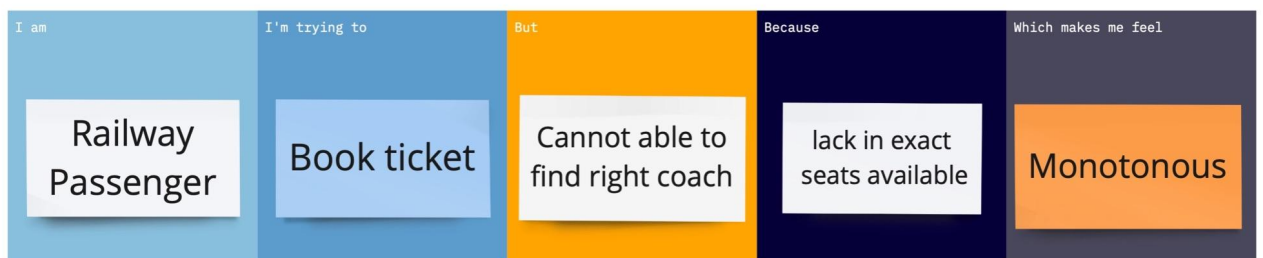 I am
I'm trying to
But
Because
Which makes me feel
Railway
Passenger
Book ticket
Cannot able to
find right coach
lack in exact
seats available
Monotonous